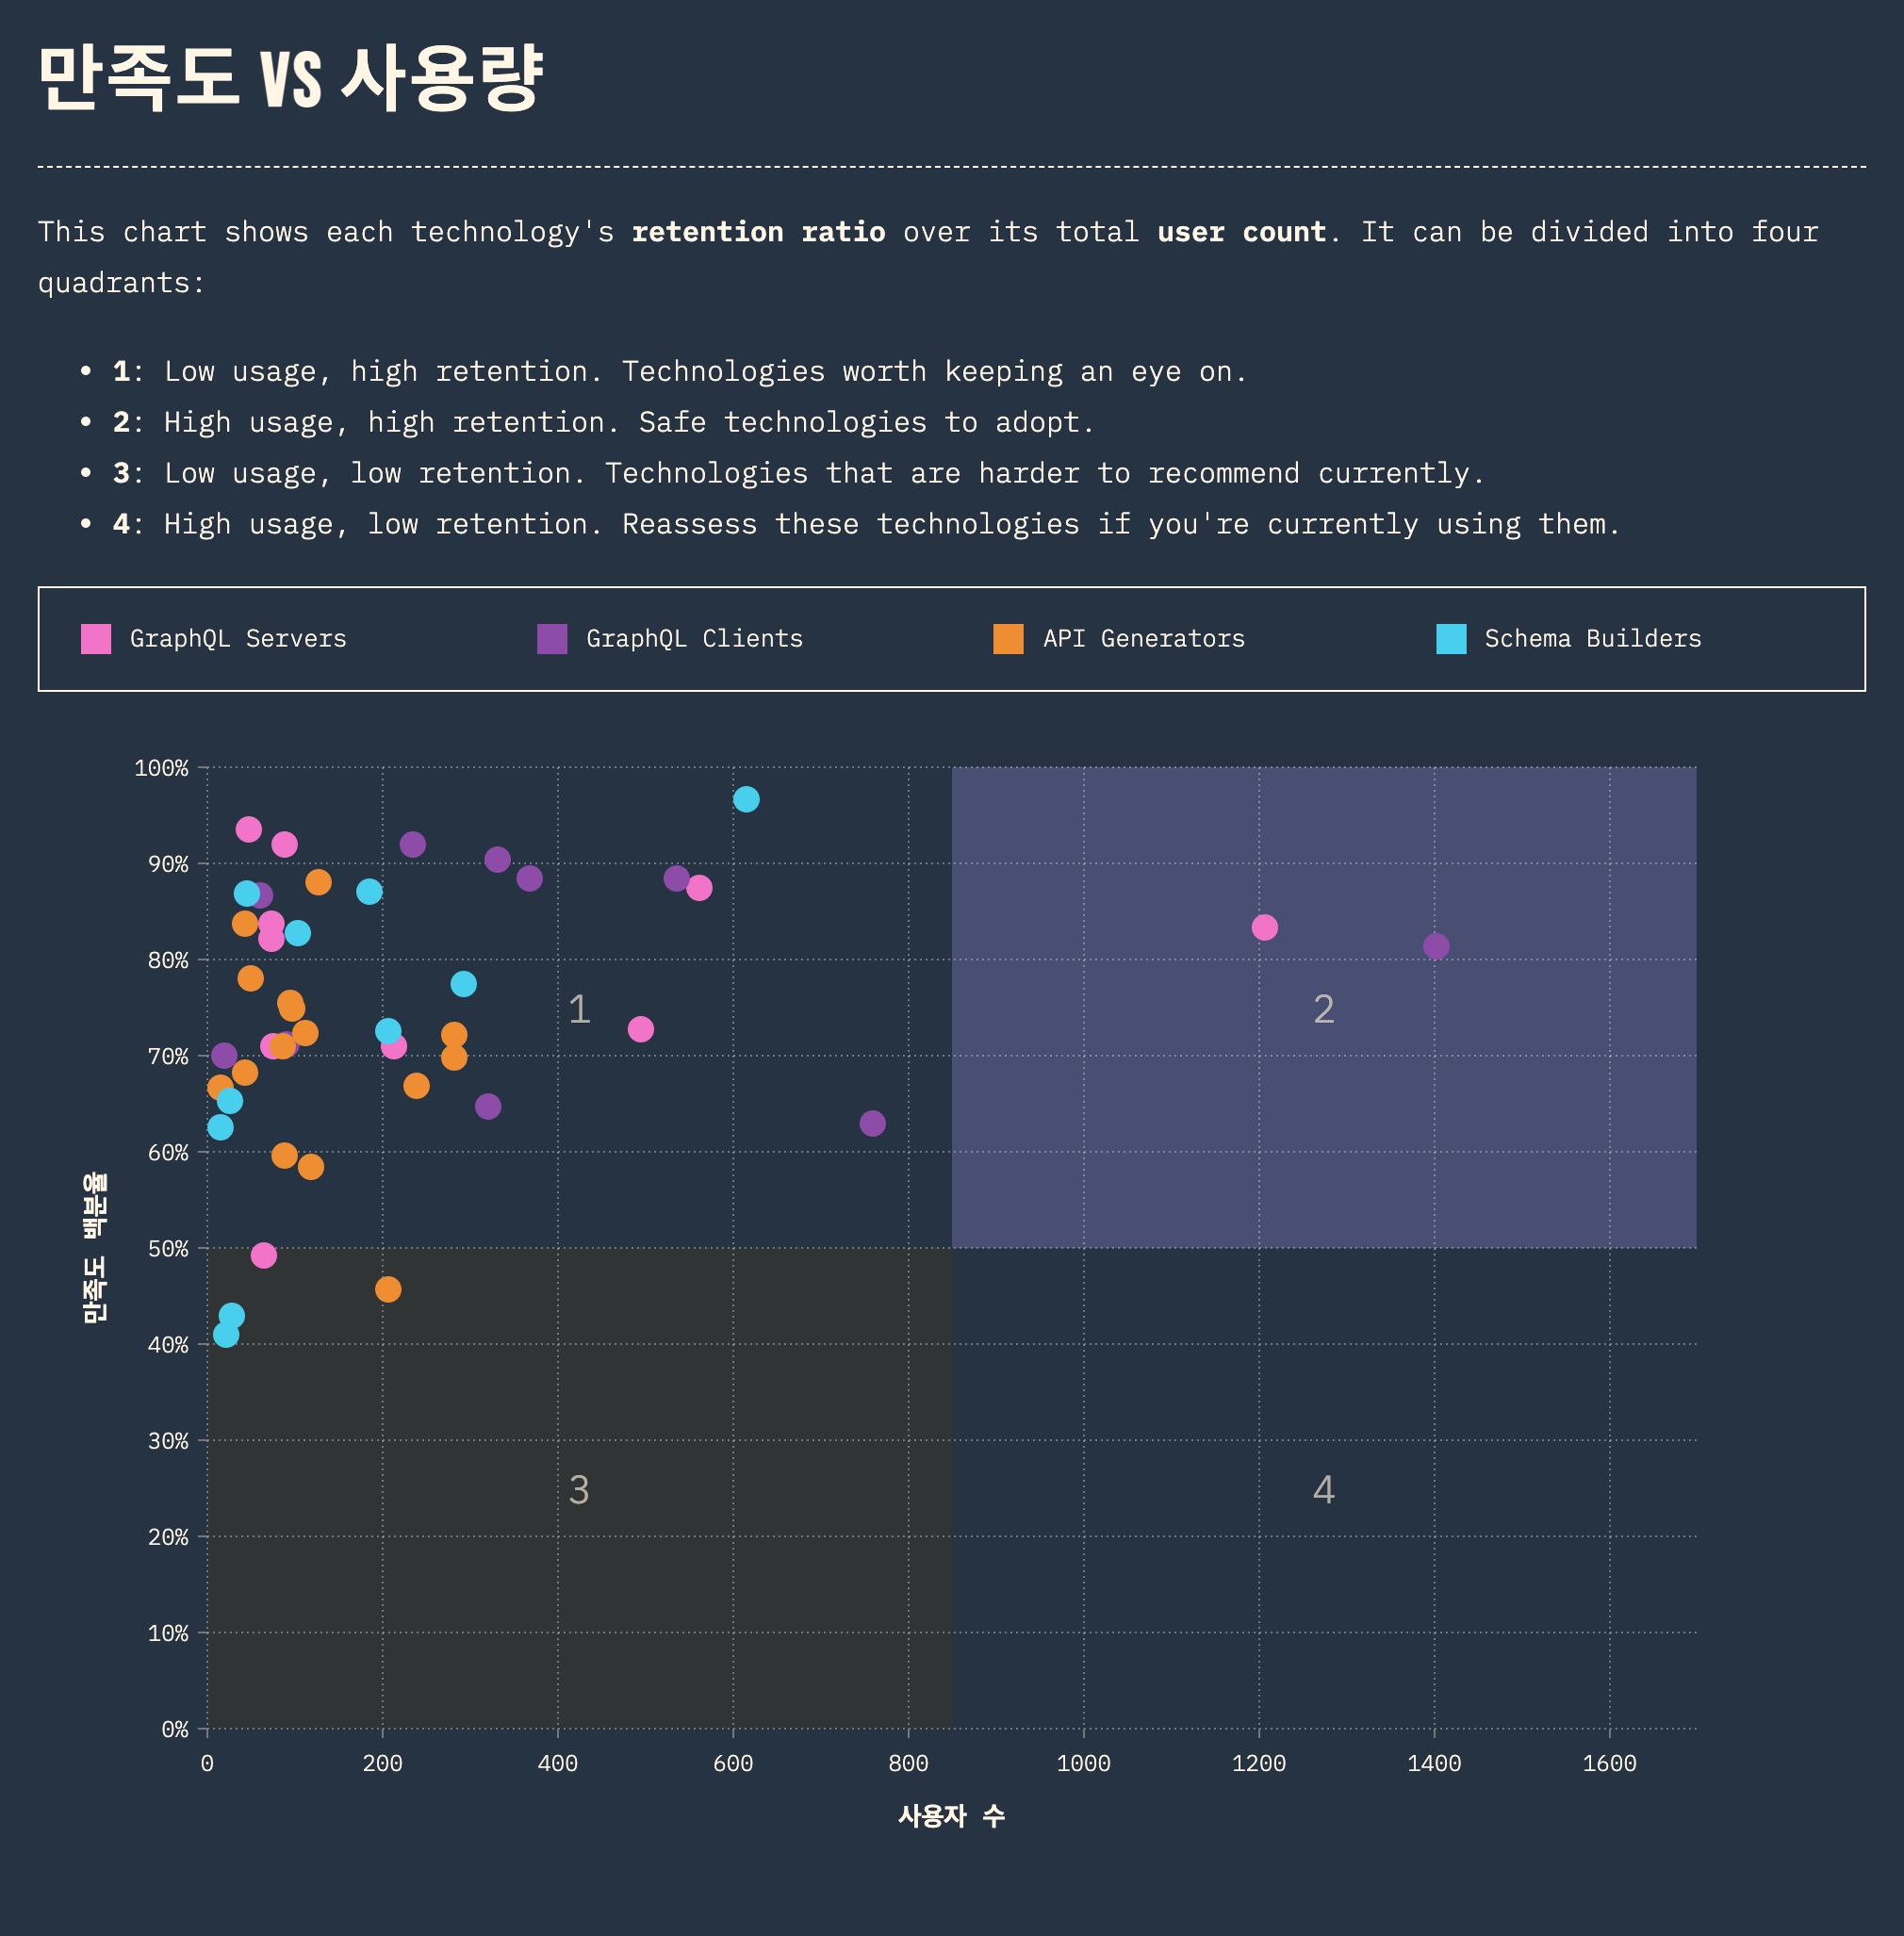 만족도 VS 사용량
This chart shows each technology's retention ratio over its total user count. It can be divided into four
quadrants:
1: Low usage, high retention. Technologies worth keeping an eye on.
2: High usage, high retention. Safe technologies to adopt.
3: Low usage, low retention. Technologies that are harder to recommend currently.
4: High usage, low retention. Reassess these technologies if you're currently using them.
GraphQL Servers GraphQL Clients API Generators Schema Builders
100%
90%
80%
1 2
70%
60%
만족도 백분율
50%
40%
30%
3 4
20%
10%
0%
0 200 400 600 800 1000 1200 1400 1600
사용자 수